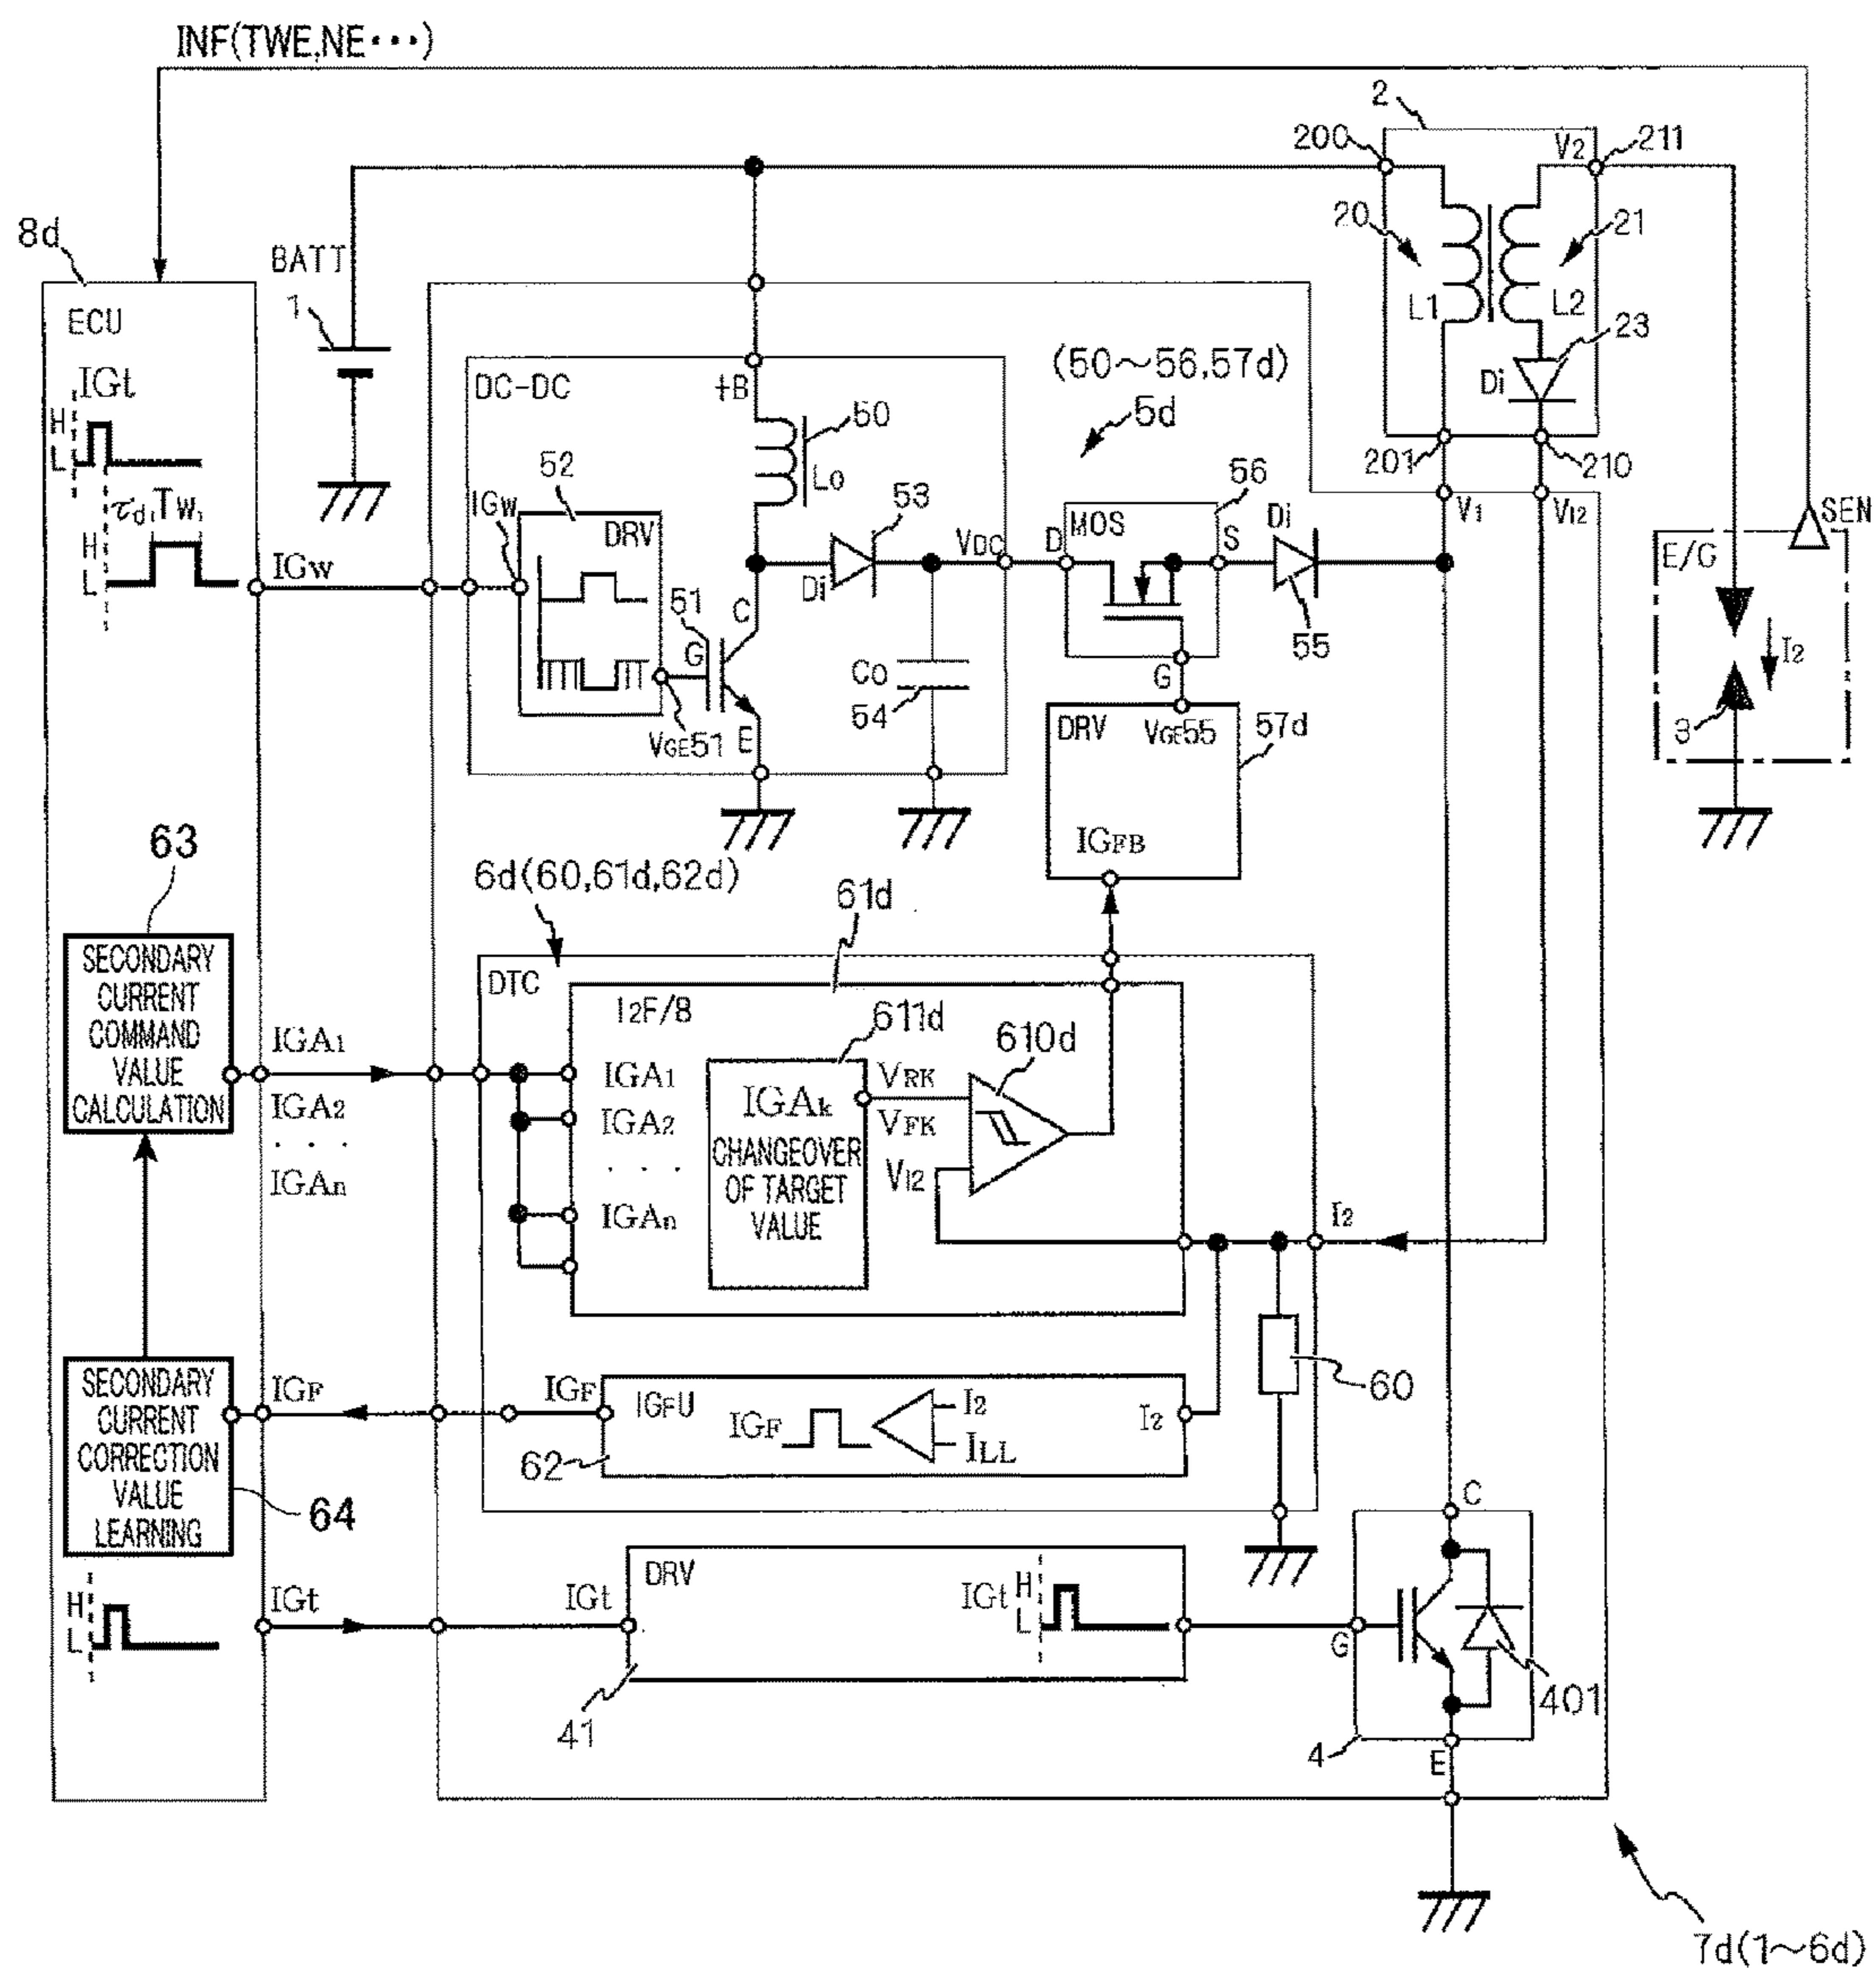 INF(TWE,NE···)
2
200
V2
211
20
21
L1
L2
23
Di
201
210
V1
VI2
SEN
8d
ECU
BATT
1
IGt
H
L
τd
Tw
H
L
IGw
DC-DC
+B
50
Lo
(50～56,57d)
5d
52
IGw
DRV
53
Di
VDC
51
C
G
E
VGE51
Co
54
56
D
MOS
S
Di
55
G
E/G
I2
3
DRV
VGE55
57d
IGFB
63
SECONDARY
CURRENT
COMMAND
VALUE
CALCULATION
IGA1
IGA2
· · ·
IGAn
6d(60,61d,62d)
61d
DTC
I2F/8
611d
610d
IGA1
IGA2
· · ·
IGAn
IGAk
CHANGEOVER
OF TARGET
VALUE
VRK
VFK
VI2
I2
60
SECONDARY
CURRENT
CORRECTION
VALUE
LEARNING
64
IGF
IGF
IGFU
IGF
I2
ILL
I2
62
H
L
IGt
IGt
DRV
IGt
H
L
41
C
G
401
4
E
7d(1～6d)